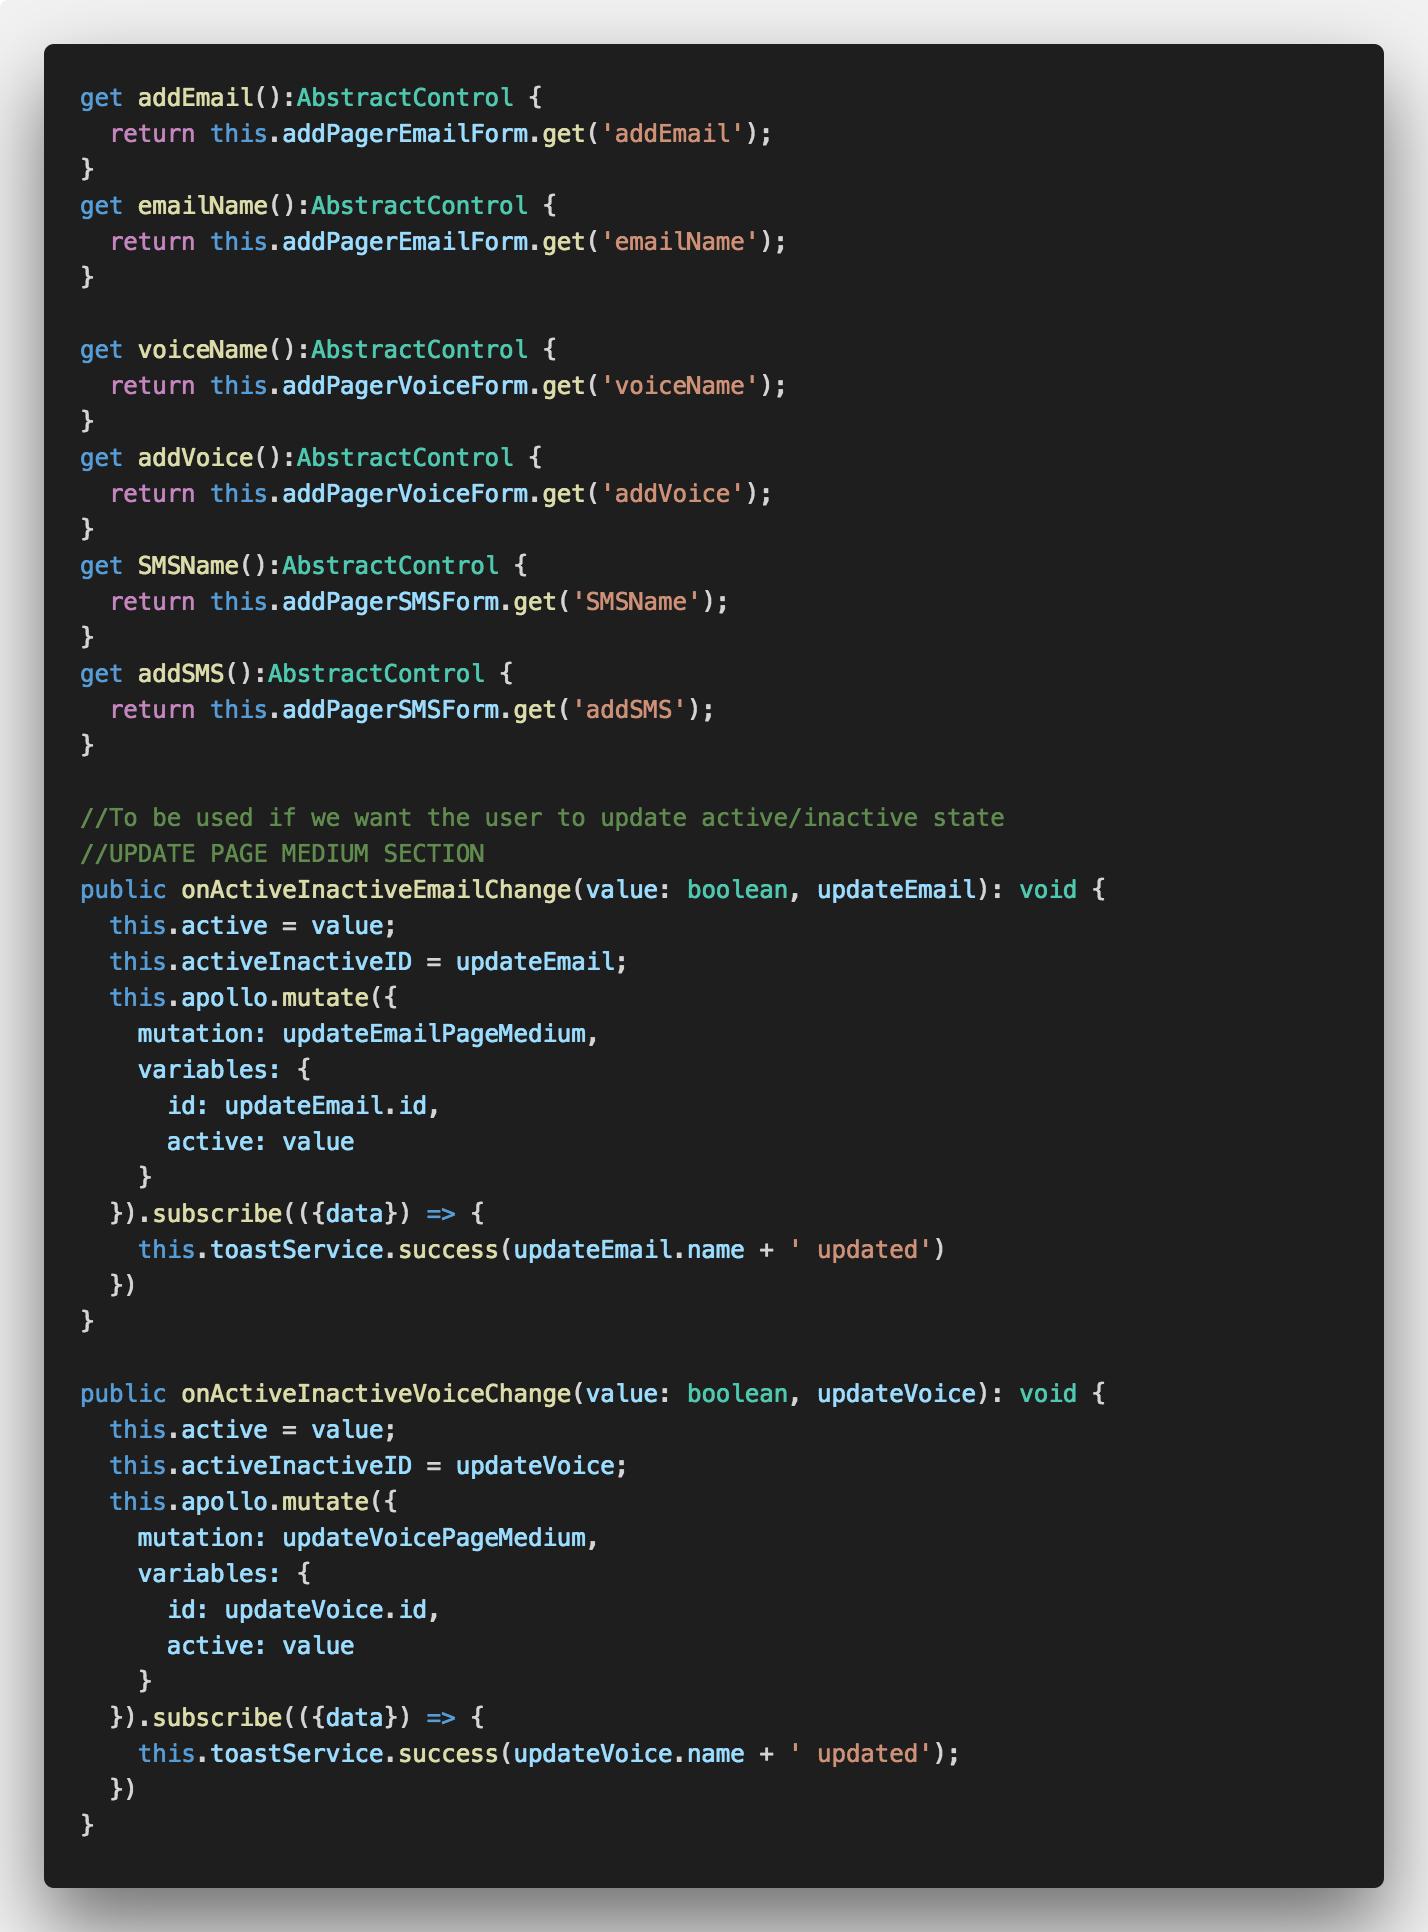 get addEmail():AbstractControl {
  return this.addPagerEmailForm.get('addEmail');
}
get emailName():AbstractControl {
  return this.addPagerEmailForm.get('emailName');
}

get voiceName():AbstractControl {
  return this.addPagerVoiceForm.get('voiceName');
}
get addVoice():AbstractControl {
  return this.addPagerVoiceForm.get('addVoice');
}
get SMSName():AbstractControl {
  return this.addPagerSMSForm.get('SMSName');
}
get addSMS():AbstractControl {
  return this.addPagerSMSForm.get('addSMS');
}

//To be used if we want the user to update active/inactive state
//UPDATE PAGE MEDIUM SECTION
public onActiveInactiveEmailChange(value: boolean, updateEmail): void {
  this.active = value;
  this.activeInactiveID = updateEmail;
  this.apollo.mutate({
    mutation: updateEmailPageMedium,
    variables: {
      id: updateEmail.id,
      active: value
    }
  }).subscribe(({data}) => {
    this.toastService.success(updateEmail.name + ' updated')
  })
}

public onActiveInactiveVoiceChange(value: boolean, updateVoice): void {
  this.active = value;
  this.activeInactiveID = updateVoice;
  this.apollo.mutate({
    mutation: updateVoicePageMedium,
    variables: {
      id: updateVoice.id,
      active: value
    }
  }).subscribe(({data}) => {
    this.toastService.success(updateVoice.name + ' updated');
  })
}